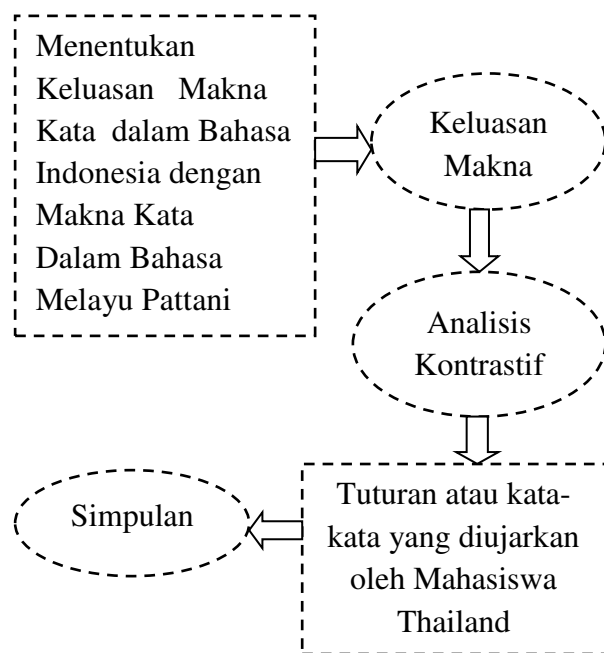 Menentukan
Keluasan Makna
Kata dalam Bahasa
Indonesia dengan
Makna Kata
Dalam Bahasa
Melayu Pattani
Keluasan
Makna
Analisis
Kontrastif
Tuturan atau kata-
kata yang diujarkan
oleh Mahasiswa
Thailand
Simpulan